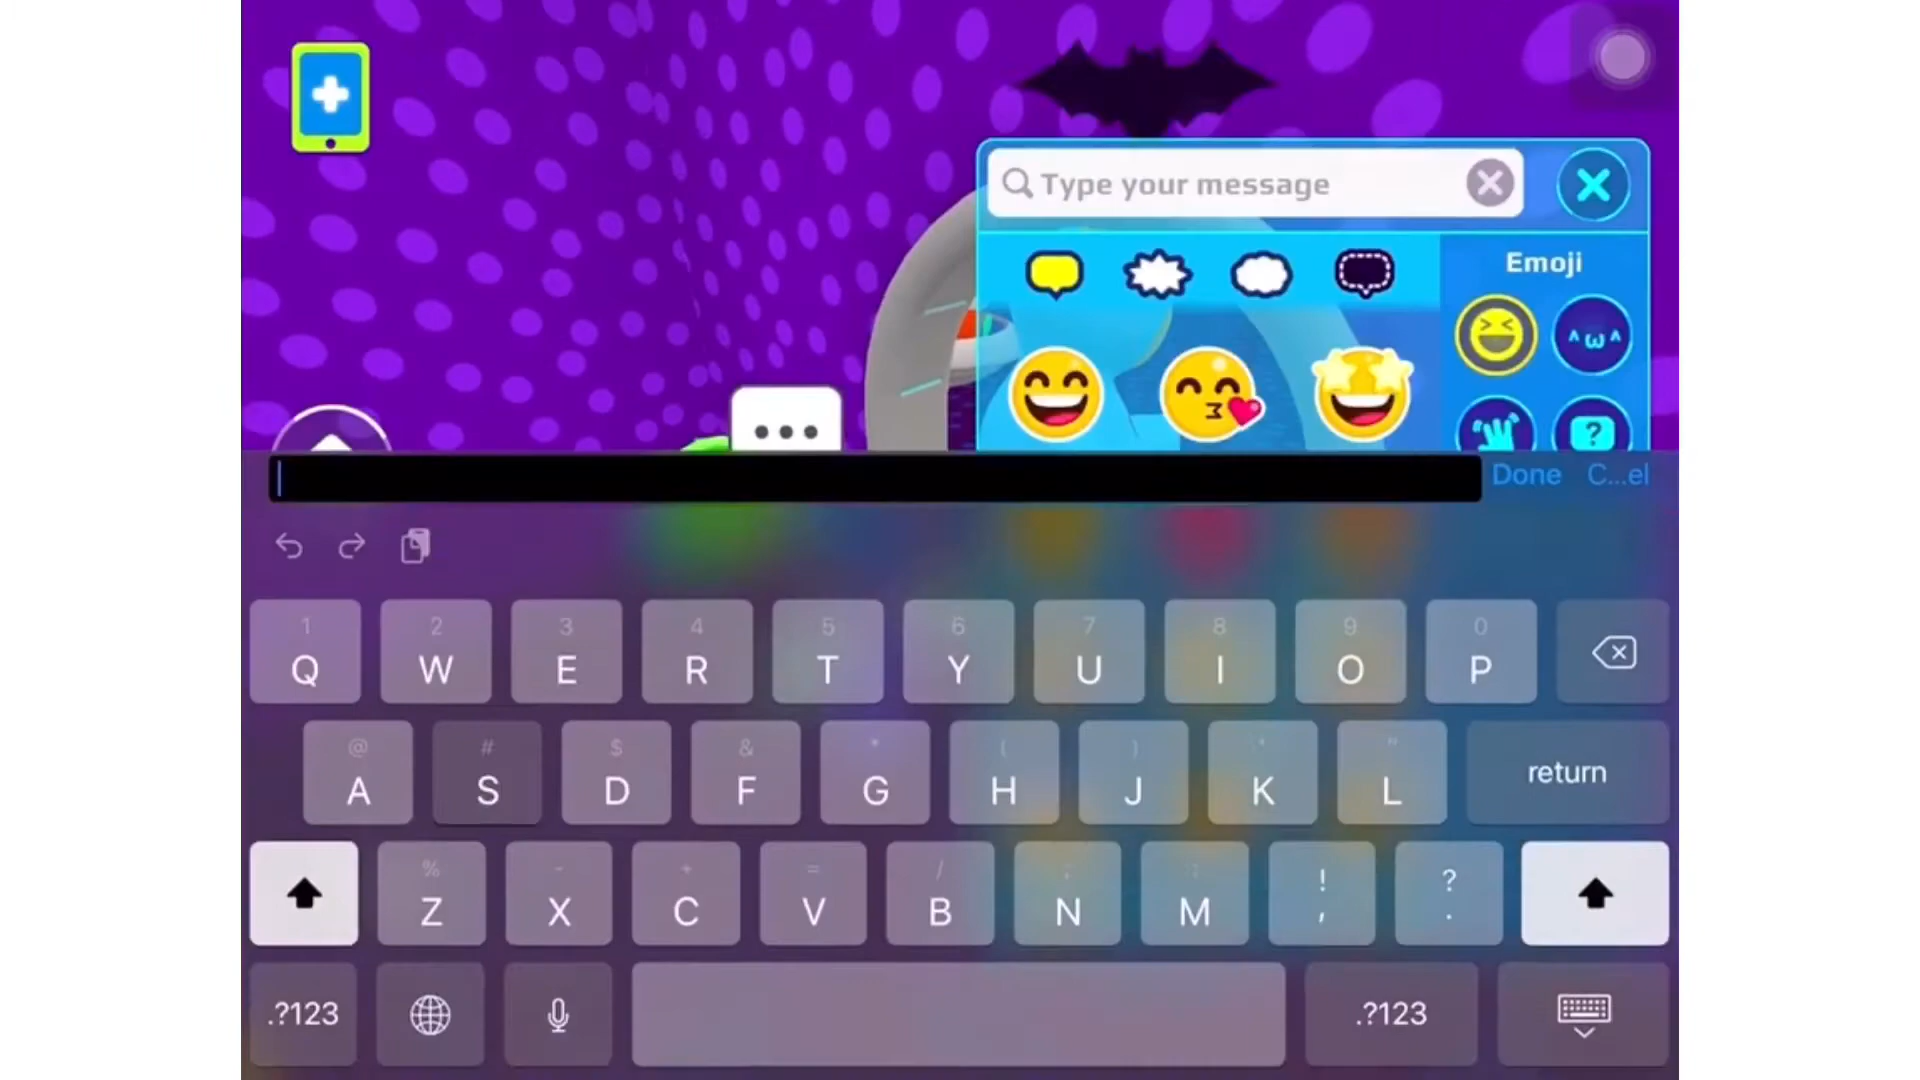 Type your message
Emoji
^ω^
?
Done C...el
1 2 3 4 5 6 7 8 9 0
Q W E R T Y U I O P
@ # $ & * ( ) ' "
A S D F G H J K L return
% - + = / ; : ! ?
Z X C V B N M , .
.?123 .?123